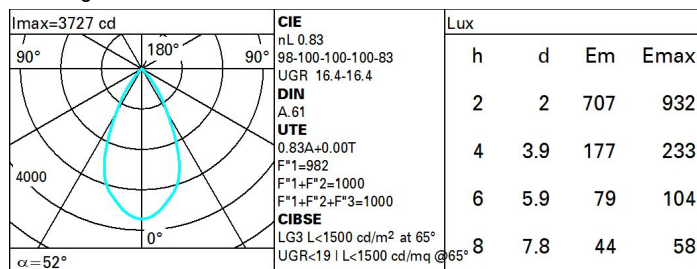 Imax=3727 cd
90° 180° 90°
4000
0°
α=52°
CIE
nL 0.83
98-100-100-100-83
UGR 16.4-16.4
DIN
A.61
UTE
0.83A+0.00T
F"1=982
F"1+F"2=1000
F"1+F"2+F"3=1000
CIBSE
LG3 L<1500 cd/m² at 65°
UGR<19 | L<1500 cd/mq @65°
Lux
h d Em Emax
2 2 707 932
4 3.9 177 233
6 5.9 79 104
8 7.8 44 58